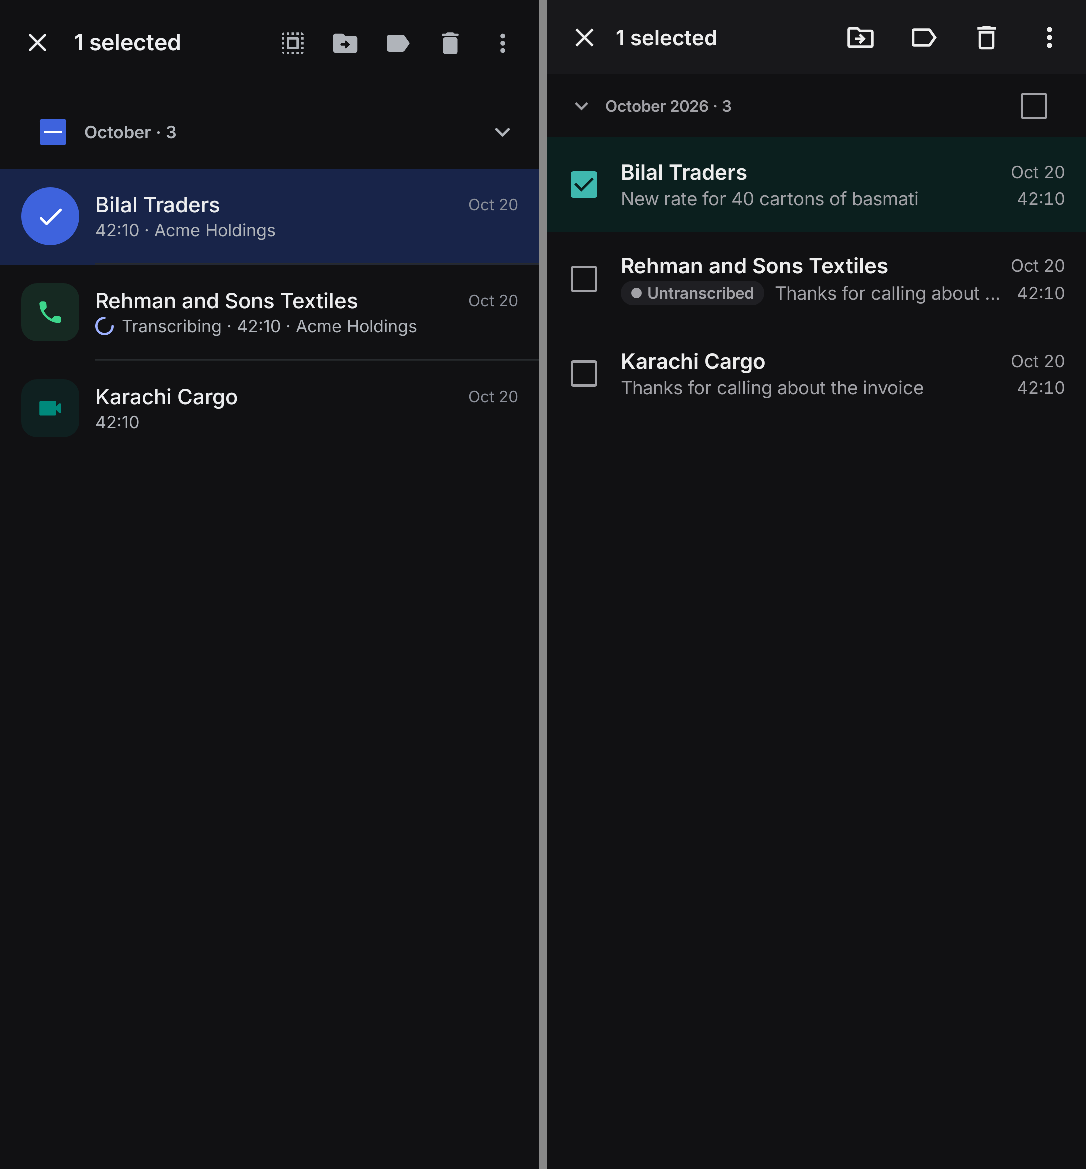 1 selected
October · 3
Bilal Traders
Oct 20
42:10 · Acme Holdings
Rehman and Sons Textiles
Oct 20
Transcribing · 42:10 · Acme Holdings
Karachi Cargo
Oct 20
42:10
1 selected
October 2026 · 3
Bilal Traders
Oct 20
New rate for 40 cartons of basmati
42:10
Rehman and Sons Textiles
Oct 20
Untranscribed
Thanks for calling about ...
42:10
Karachi Cargo
Oct 20
Thanks for calling about the invoice
42:10